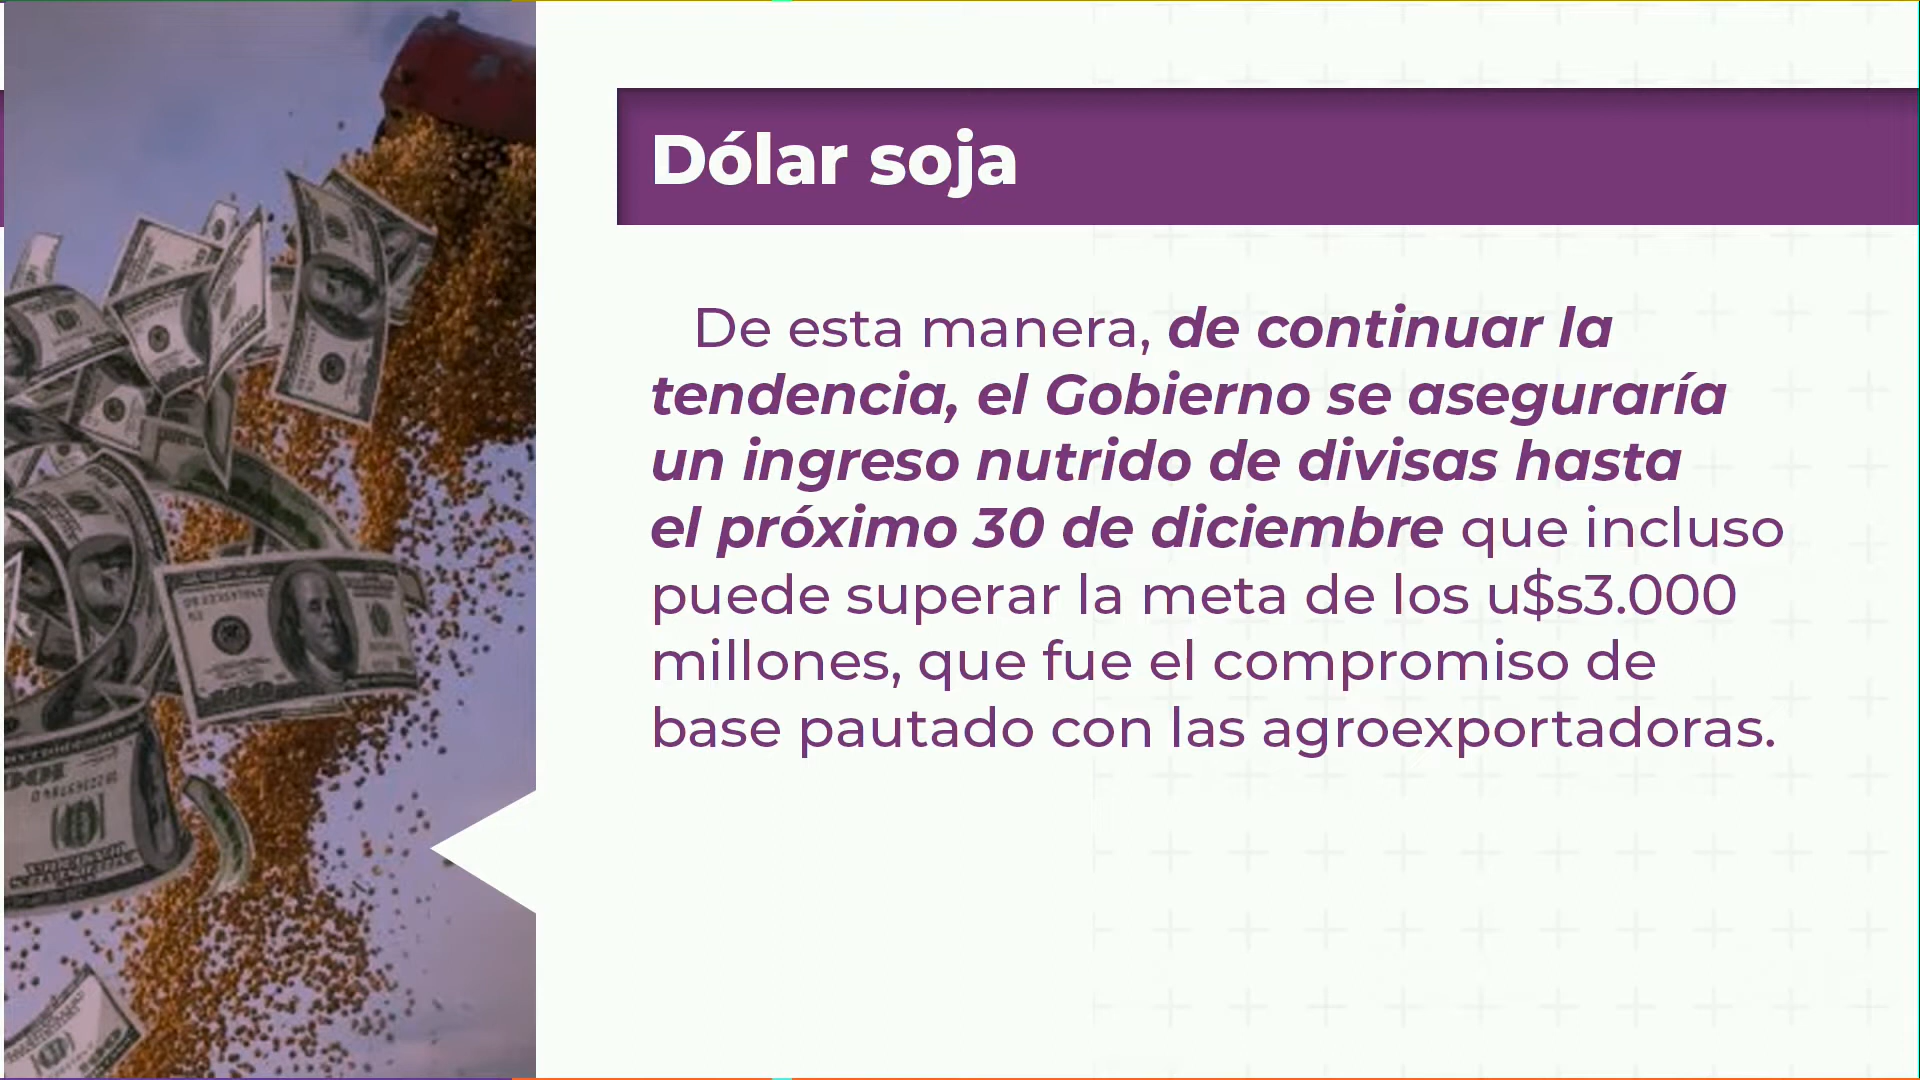 Dólar soja
De esta manera, de continuar la
tendencia, el Gobierno se aseguraría
un ingreso nutrido de divisas hasta
el próximo 30 de diciembre que incluso
puede superar la meta de los u$s3.000
millones, que fue el compromiso de
base pautado con las agroexportadoras.